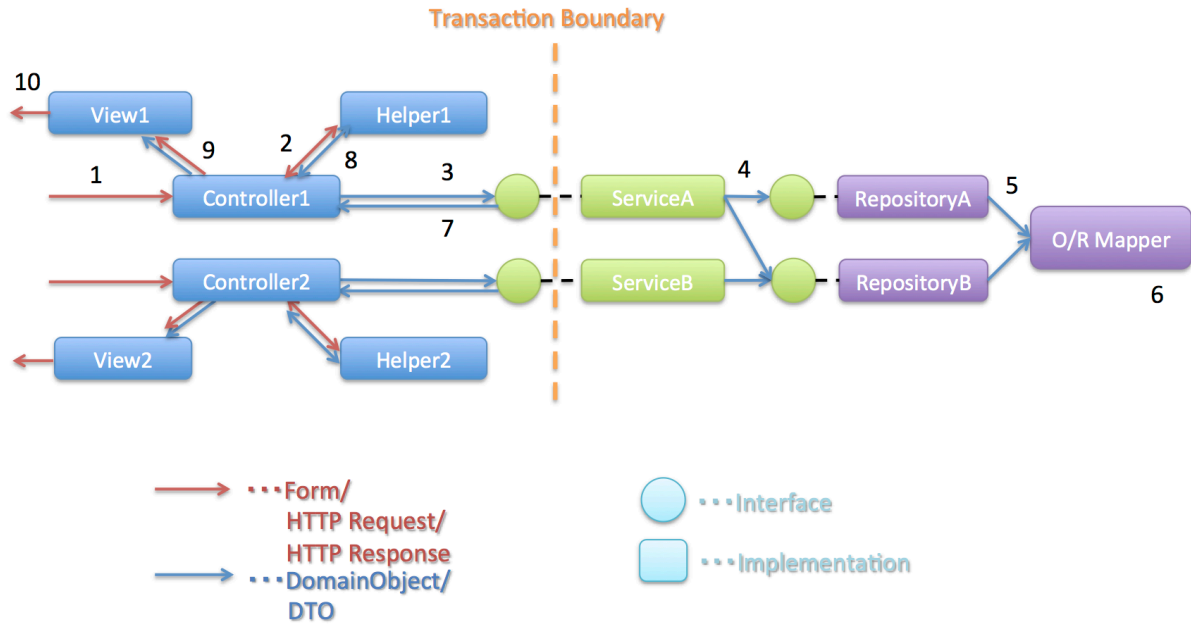 Transaction Boundary
10
View1
Helper1
9
2
8
1
3
4
5
Controller1
ServiceA
RepositoryA
7
O/R Mapper
Controller2
ServiceB
RepositoryB
6
View2
Helper2
･･･Form/
HTTP Request/
HTTP Response
･･･DomainObject/
DTO
･･･Interface
･･･Implementation